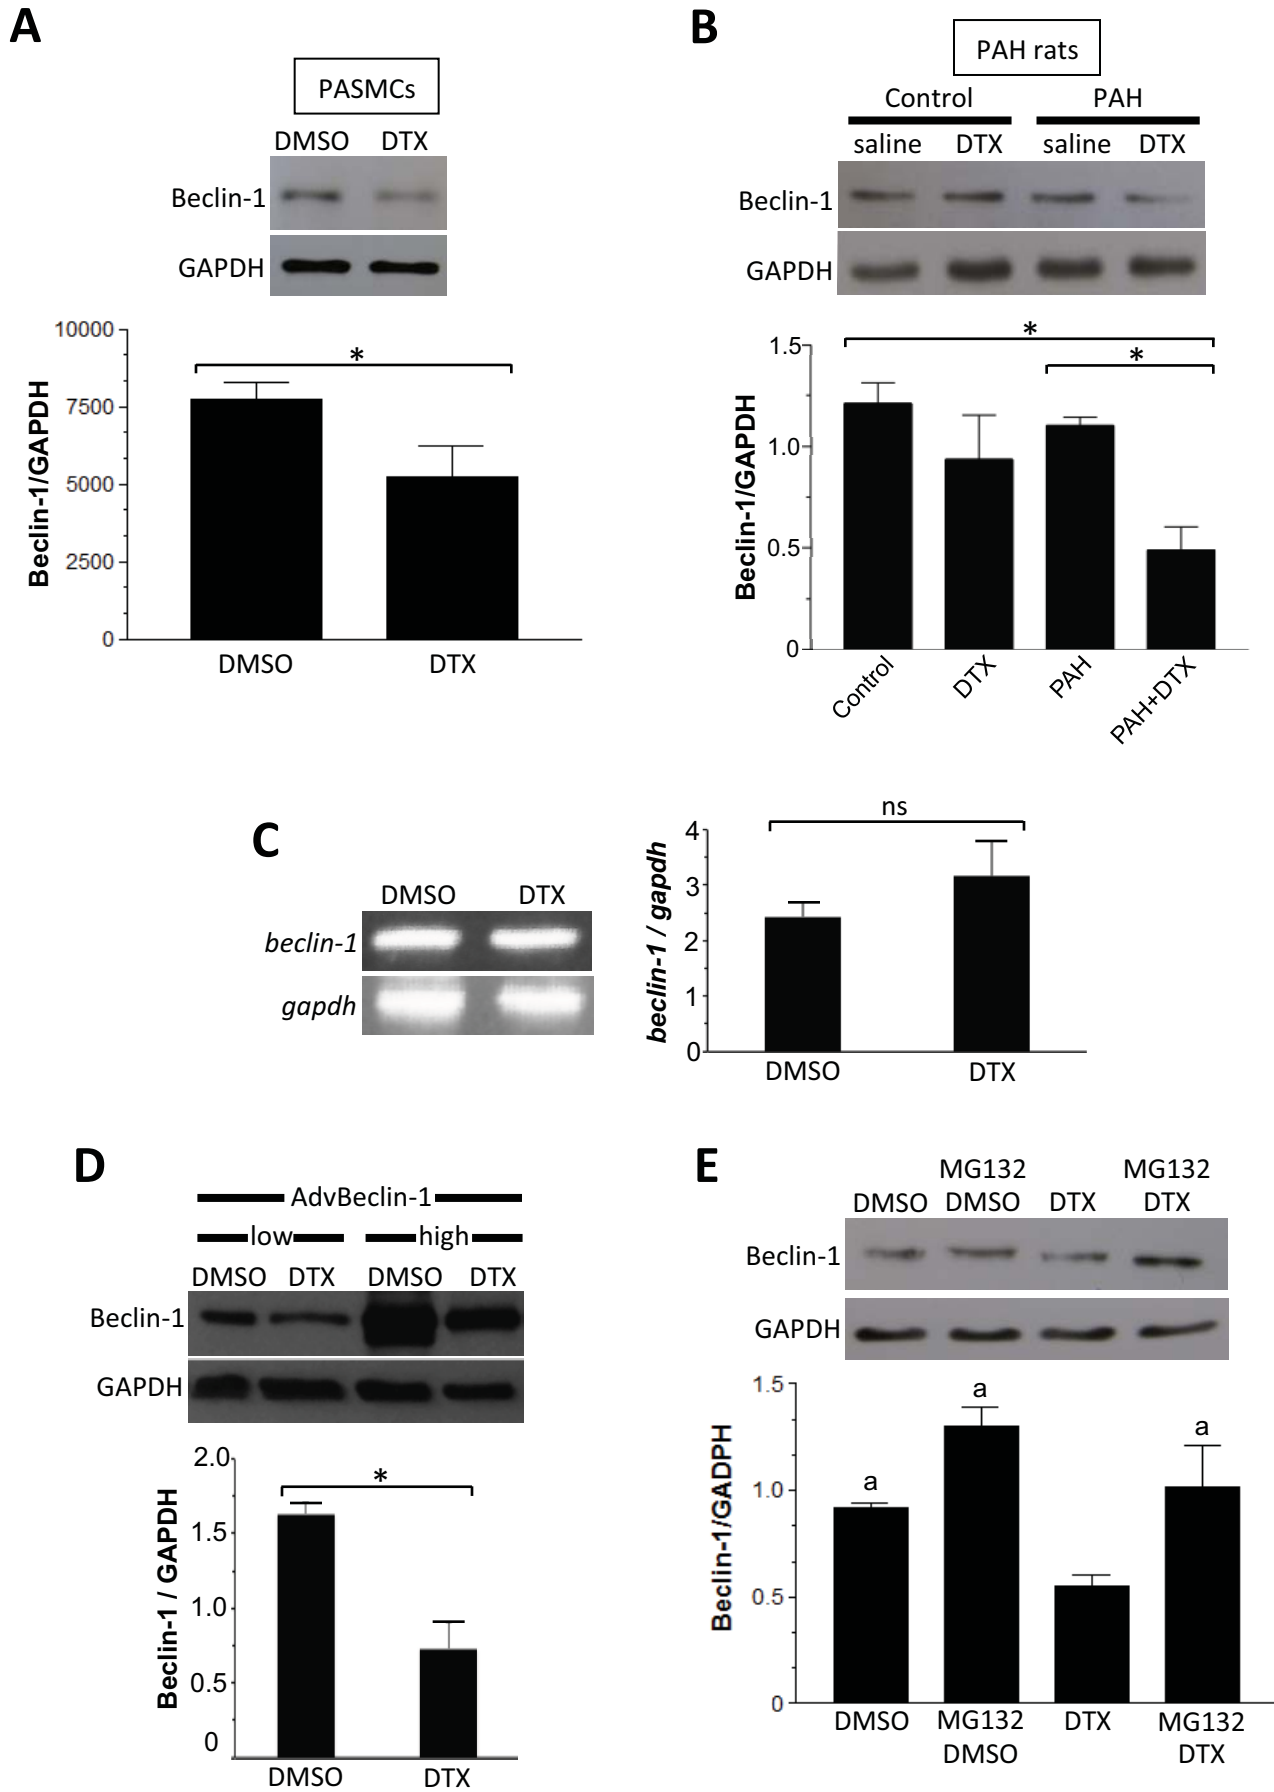 A
PASMCs
DMSO DTX
Beclin-1
GAPDH
10000
7500
5000
2500
0
Beclin-1/GAPDH
*
DMSO DTX
B
PAH rats
Control PAH
saline DTX saline DTX
Beclin-1
GAPDH
*
*
1.5
1.0
0.5
0
Beclin-1/GAPDH
Control DTX PAH PAH+DTX
C
DMSO DTX
beclin-1
gapdh
ns
4
3
2
1
0
beclin-1 / gapdh
DMSO DTX
D
AdvBeclin-1
low high
DMSO DTX DMSO DTX
Beclin-1
GAPDH
2.0
1.5
1.0
0.5
0
Beclin-1 / GAPDH
*
DMSO DTX
E
MG132 MG132
DMSO DMSO DTX DTX
Beclin-1
GAPDH
1.5
1.0
0.5
0
Beclin-1/GADPH
a
a
a
DMSO MG132 DTX MG132
DMSO DTX